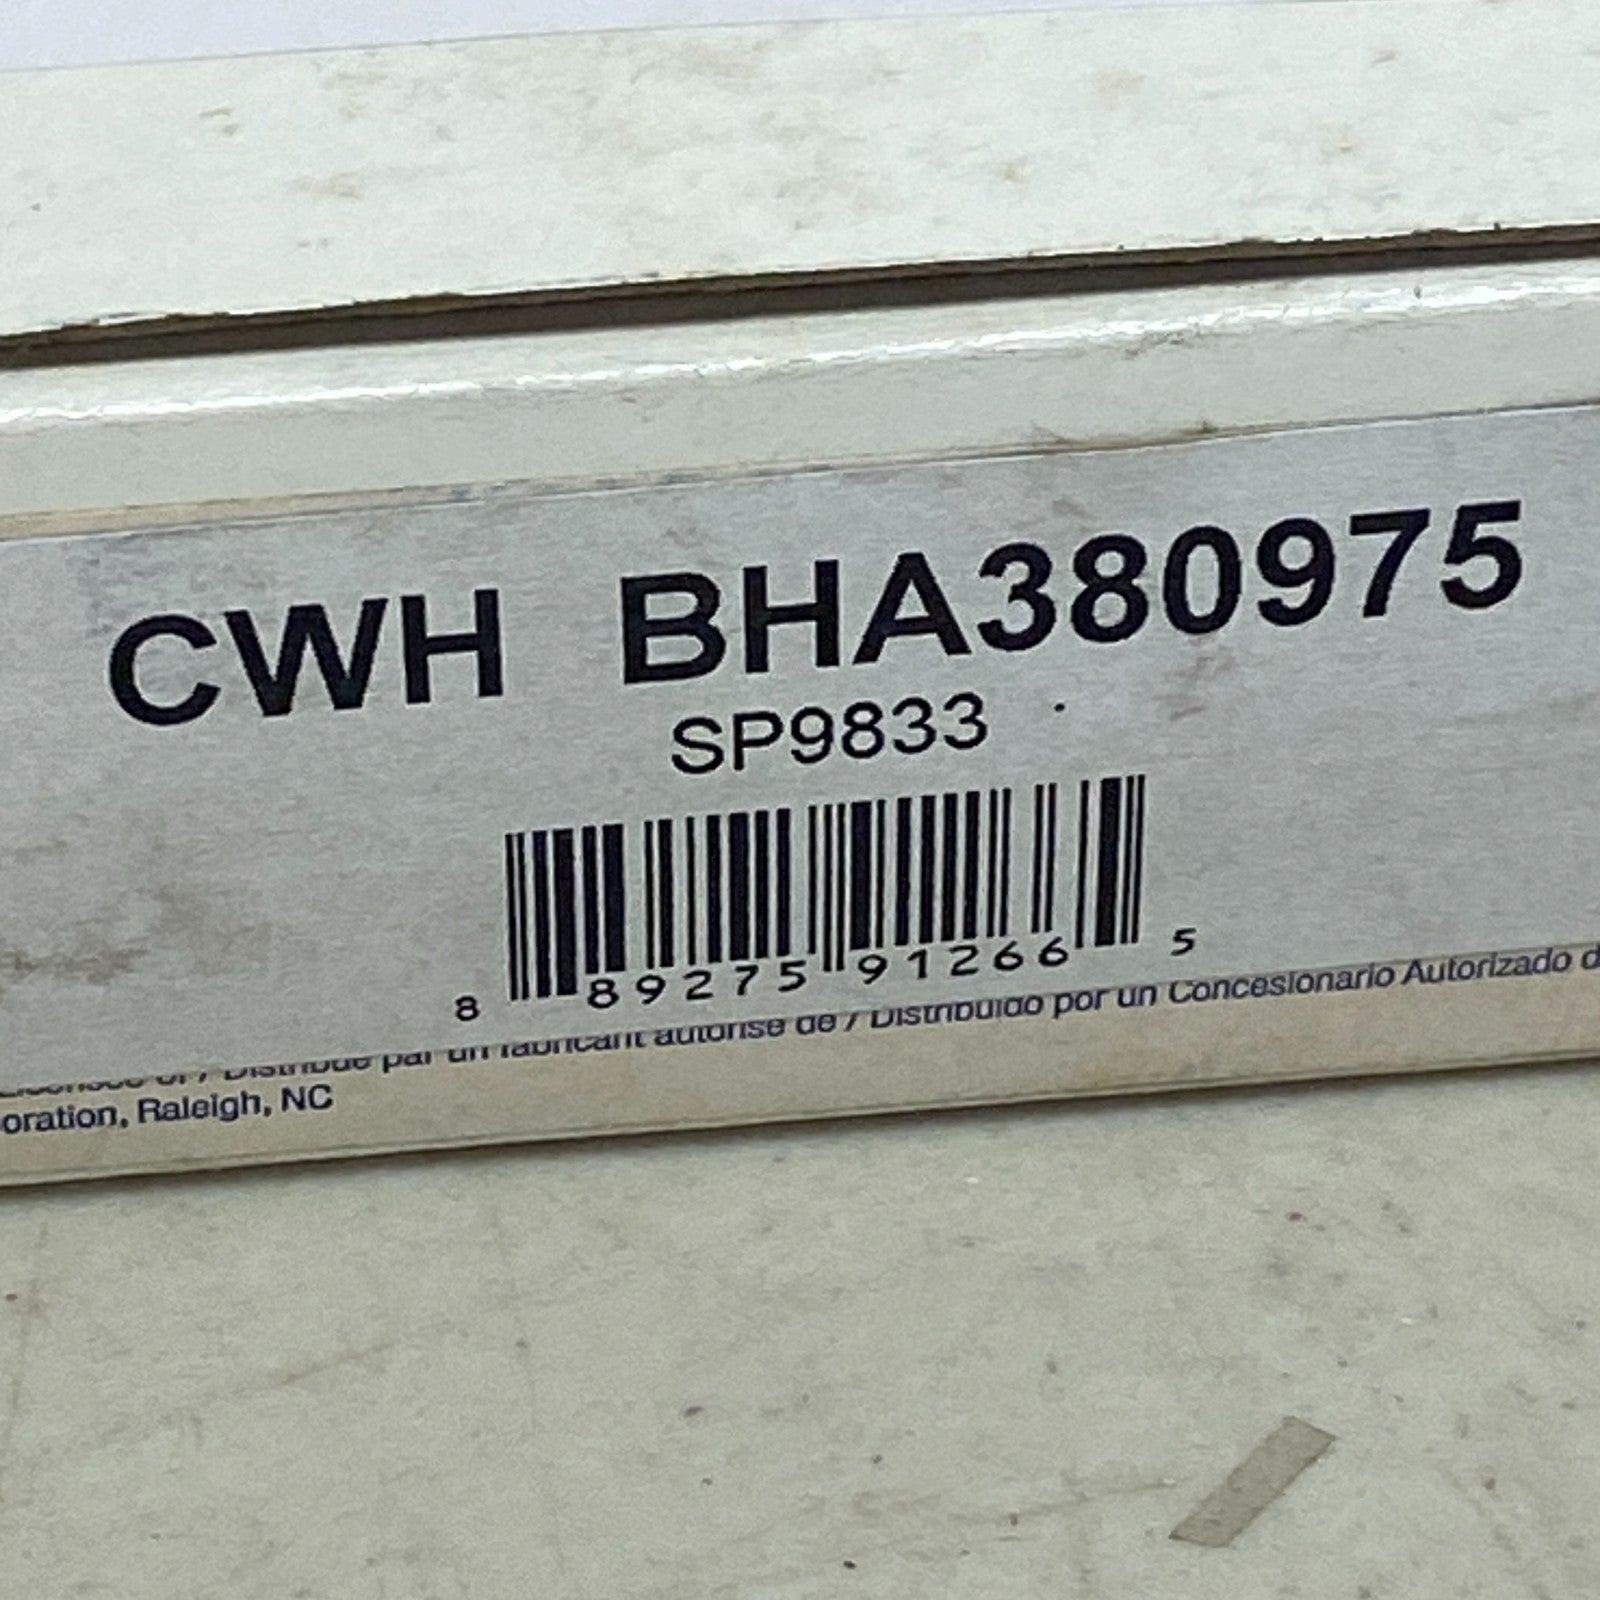 CWH BHA380975
SP9833
8 89275 91266 5
par un fabricant autorisé de / Distribuido por un Concesionario Autorizado d
oration, Raleigh, NC